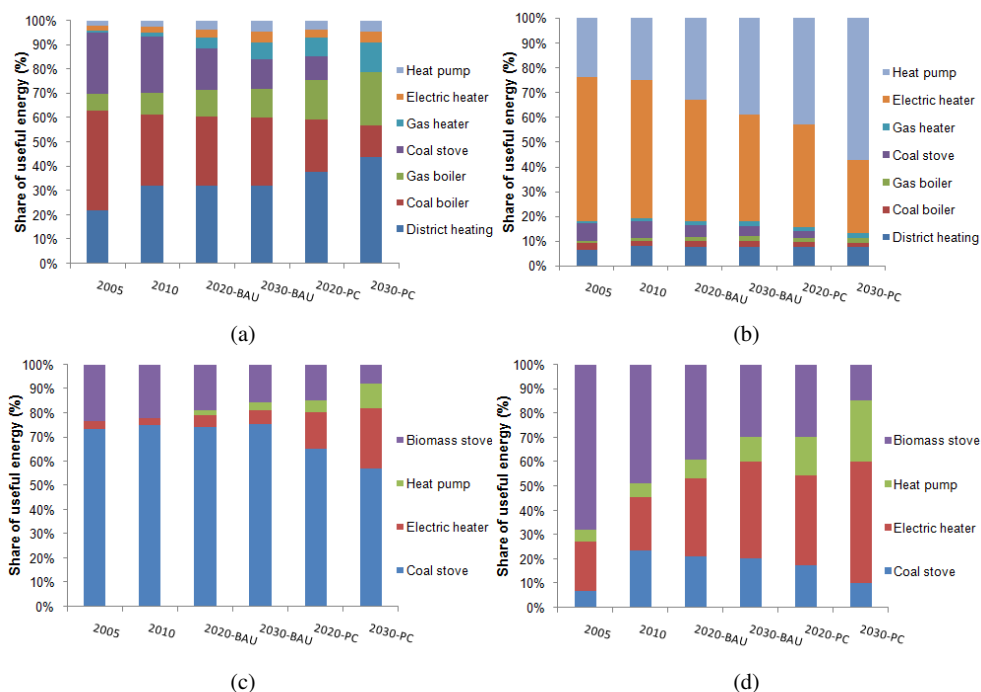 Share of useful energy (%)
100%
90%
80%
70%
60%
50%
40%
30%
20%
10%
0%
2005
2010
2020-BAU
2030-BAU
2020-PC
2030-PC
Heat pump
Electric heater
Gas heater
Coal stove
Gas boiler
Coal boiler
District heating
(a)
Share of useful energy (%)
100%
90%
80%
70%
60%
50%
40%
30%
20%
10%
0%
2005
2010
2020-BAU
2030-BAU
2020-PC
2030-PC
Heat pump
Electric heater
Gas heater
Coal stove
Gas boiler
Coal boiler
District heating
(b)
Share of useful energy (%)
100%
90%
80%
70%
60%
50%
40%
30%
20%
10%
0%
2005
2010
2020-BAU
2030-BAU
2020-PC
2030-PC
Biomass stove
Heat pump
Electric heater
Coal stove
(c)
Share of useful energy (%)
100%
90%
80%
70%
60%
50%
40%
30%
20%
10%
0%
2005
2010
2020-BAU
2030-BAU
2020-PC
2030-PC
Biomass stove
Heat pump
Electric heater
Coal stove
(d)